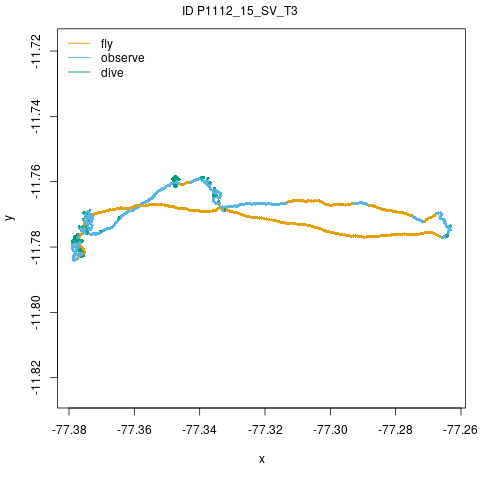 ID P1112_15_SV_T3
fly
observe
dive
y
-11.72
-11.74
-11.76
-11.78
-11.80
-11.82
-77.38 -77.36 -77.34 -77.32 -77.30 -77.28 -77.26
x